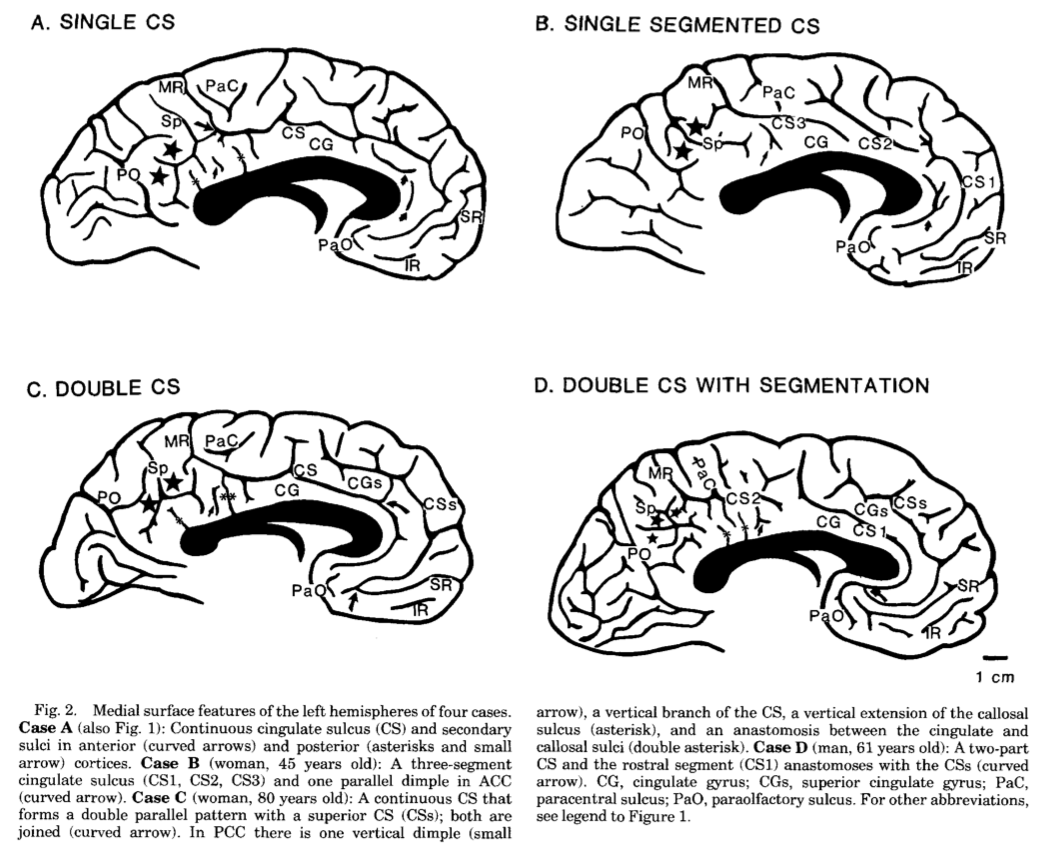 A. SINGLE CS
MR
PaC
Sp
CS
CG
PO
SR
PaO
IR
B. SINGLE SEGMENTED CS
MR
PaC
PO
CS3
Sp
CG
CS2
CS1
SR
PaO
IR
C. DOUBLE CS
MR
PaC
Sp
CS
CGs
CG
PO
CSs
**
PaO
SR
IR
D. DOUBLE CS WITH SEGMENTATION
MR
PaC
CS2
Sp
CGs
CSs
CG
CS1
PO
SR
PaO
IR
1 cm
Fig. 2. Medial surface features of the left hemispheres of four cases.
Case A (also Fig. 1): Continuous cingulate sulcus (CS) and secondary
sulci in anterior (curved arrows) and posterior (asterisks and small
arrow) cortices. Case B (woman, 45 years old): A three-segment
cingulate sulcus (CS1, CS2, CS3) and one parallel dimple in ACC
(curved arrow). Case C (woman, 80 years old): A continuous CS that
forms a double parallel pattern with a superior CS (CSs); both are
joined (curved arrow). In PCC there is one vertical dimple (small
arrow), a vertical branch of the CS, a vertical extension of the callosal
sulcus (asterisk), and an anastomosis between the cingulate and
callosal sulci (double asterisk). Case D (man, 61 years old): A two-part
CS and the rostral segment (CS1) anastomoses with the CSs (curved
arrow). CG, cingulate gyrus; CGs, superior cingulate gyrus; PaC,
paracentral sulcus; PaO, paraolfactory sulcus. For other abbreviations,
see legend to Figure 1.